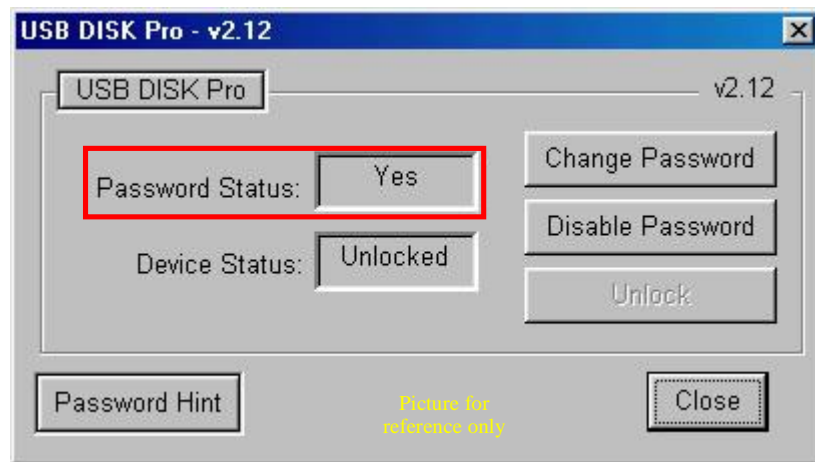 USB DISK Pro - v2.12
USB DISK Pro
v2.12
Password Status:
Yes
Change Password
Disable Password
Device Status:
Unlocked
Unlock
Password Hint
Picture for
reference only
Close